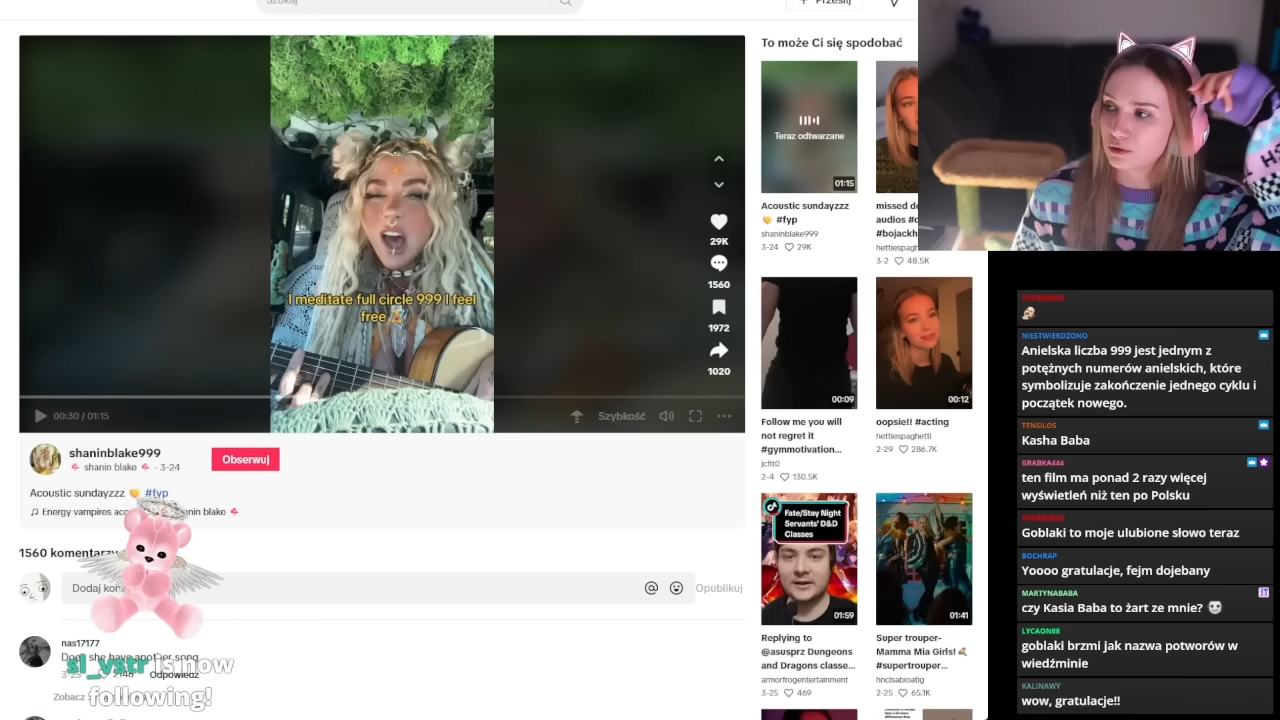 Szukaj
Prześlij
I meditate full circle 999 I feel
free
29K
1560
1972
1020
00:30 / 01:15
Szybkość
shaninblake999
shanin blake · 3-24
Obserwuj
Acoustic sundayzzz #fyp
Energy vampires
shanin blake
1560 komentarzy
Dodaj
Opublikuj
nas17177
she have another song
Odpowiedz
Zobacz
sl_ystr is now
following!
To może Ci się spodobać
Teraz odtwarzane
01:15
Acoustic sundayzzz
#fyp
shaninblake999
3-24 29K
missed
audios
#bojackh
hettiespagh
3-2 48.5K
00:09
Follow me you will
not regret it
#gymmotivation...
jcfit0
2-4 130.5K
00:12
oopsie!! #acting
hettiespaghetti
2-29 286.7K
Fate/Stay Night
Servants' D&D
Classes
01:59
Replying to
@asusprz Dungeons
and Dragons classe...
armorfrogentertainment
3-25 469
01:41
Super trouper-
Mamma Mia Girls!
#supertrouper...
hnclsabioatig
2-25 65.1K
NIESTWIERDZONO
Anielska liczba 999 jest jednym z
potężnych numerów anielskich, które
symbolizuje zakończenie jednego cyklu i
początek nowego.
TENSILOS
Kasha Baba
GRABKA444
ten film ma ponad 2 razy więcej
wyświetleń niż ten po Polsku
Goblaki to moje ulubione słowo teraz
BOCHRAP
Yoooo gratulacje, fejm dojebany
MARTYNABABA
czy Kasia Baba to żart ze mnie?
LYCAON88
goblaki brzmi jak nazwa potworów w
wiedźminie
KALINAWY
wow, gratulacje!!